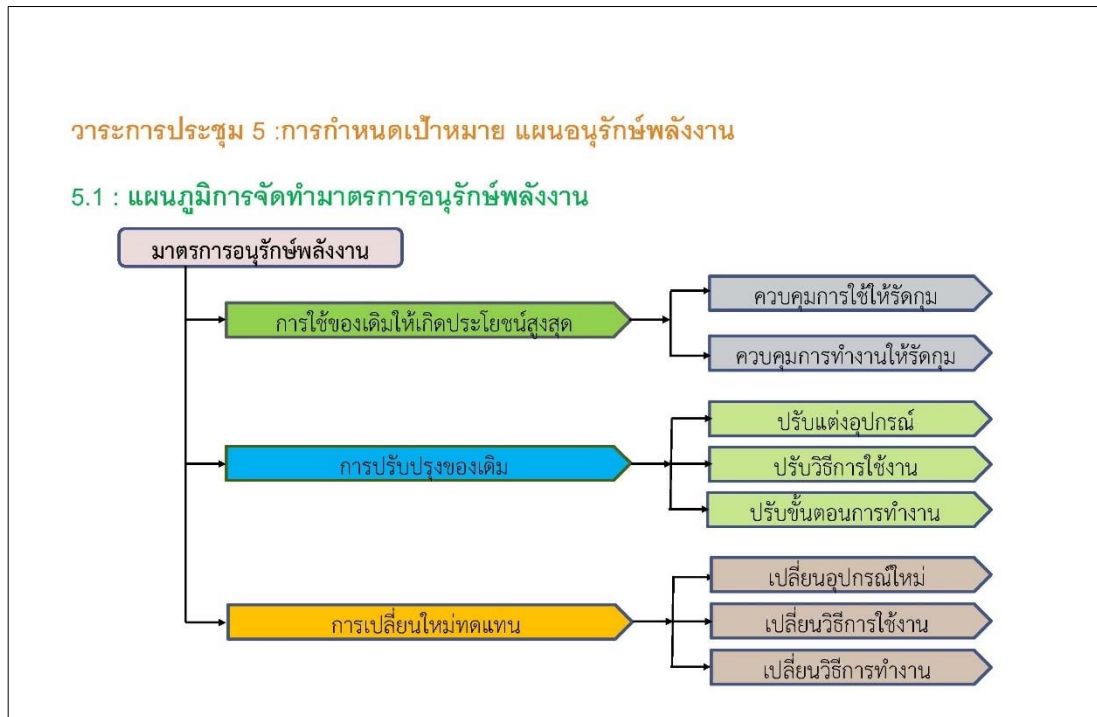 วาระการประชุม 5 :การกำหนดเป้าหมาย แผนอนุรักษ์พลังงาน
5.1 : แผนภูมิการจัดทำมาตรการอนุรักษ์พลังงาน
มาตรการอนุรักษ์พลังงาน
การใช้ของเดิมให้เกิดประโยชน์สูงสุด
ควบคุมการใช้ให้รัดกุม
ควบคุมการทำงานให้รัดกุม
การปรับปรุงของเดิม
ปรับแต่งอุปกรณ์
ปรับวิธีการใช้งาน
ปรับขั้นตอนการทำงาน
การเปลี่ยนใหม่ทดแทน
เปลี่ยนอุปกรณ์ใหม่
เปลี่ยนวิธีการใช้งาน
เปลี่ยนวิธีการทำงาน